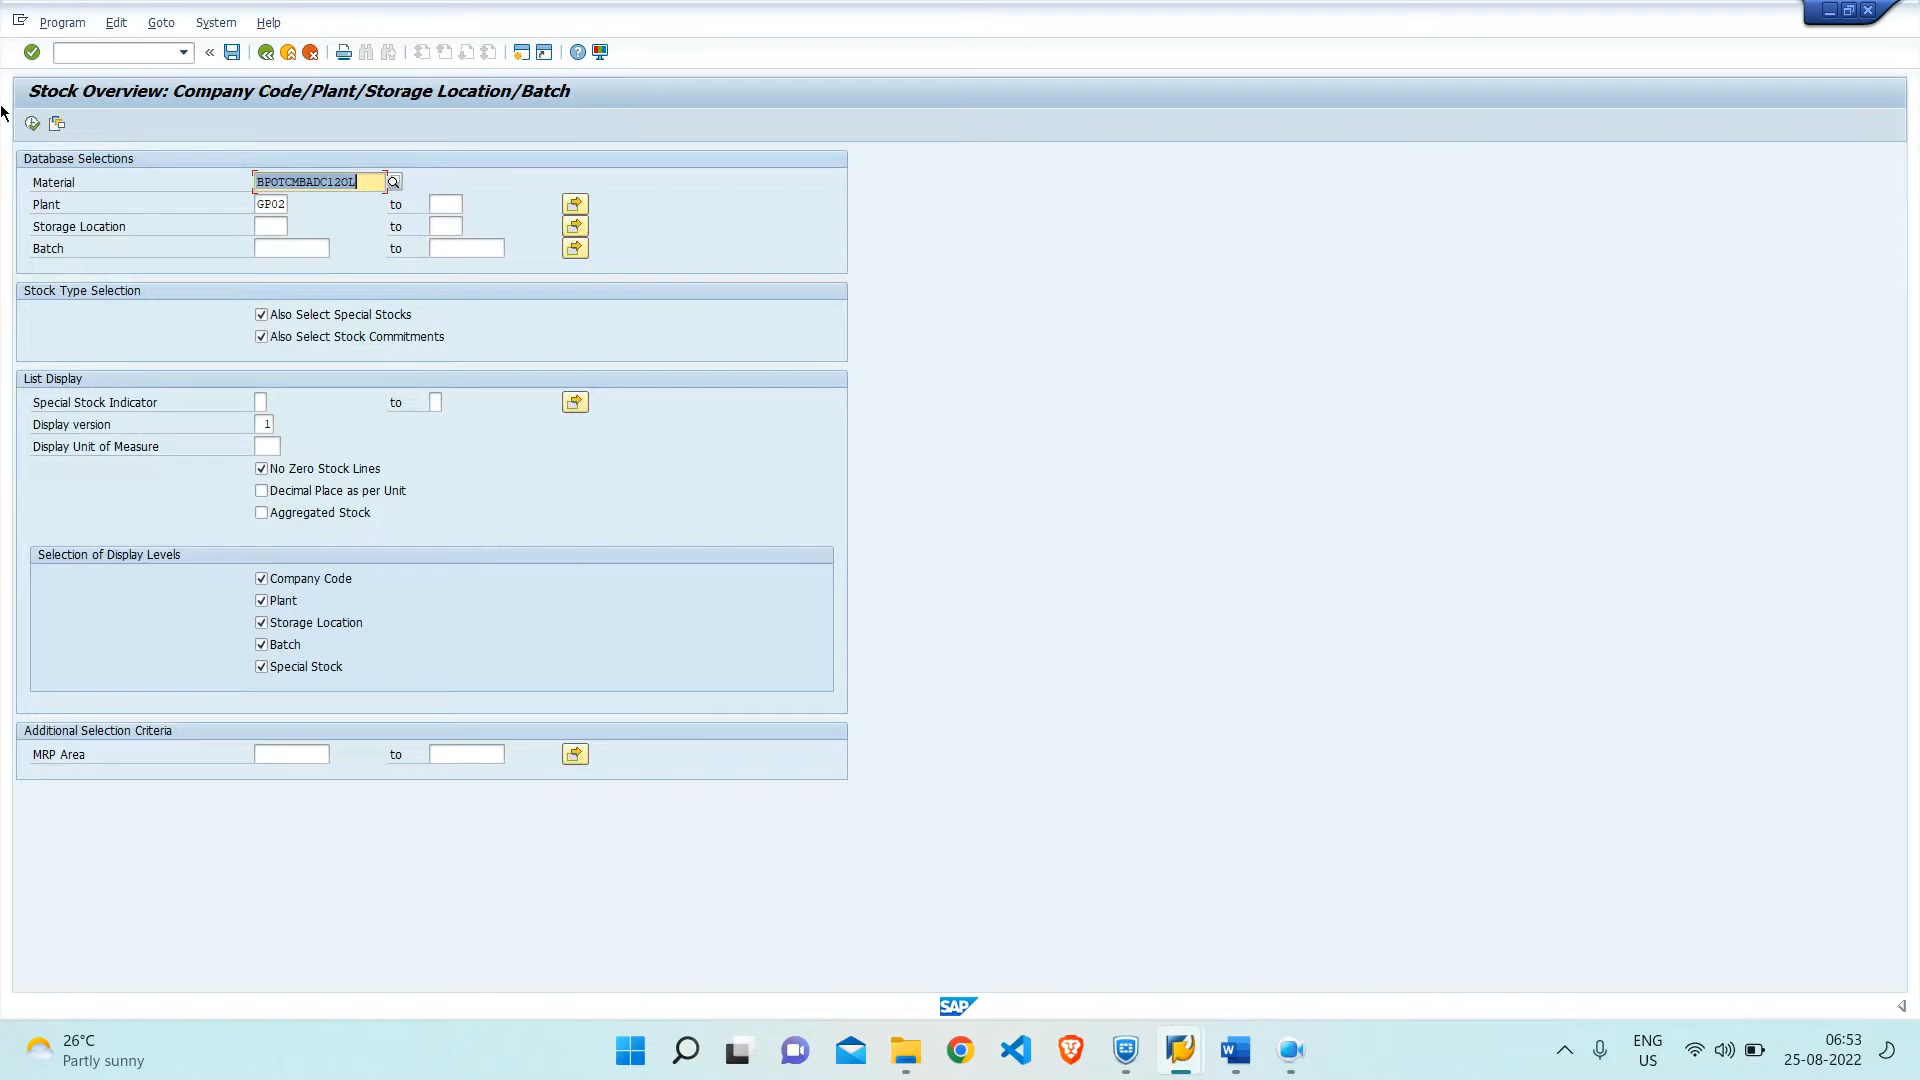 Program Edit Goto System Help
Stock Overview: Company Code/Plant/Storage Location/Batch
Database Selections
Material BPOTCMBADC12OL
Plant GP02 to
Storage Location to
Batch to
Stock Type Selection
Also Select Special Stocks
Also Select Stock Commitments
List Display
Special Stock Indicator to
Display version 1
Display Unit of Measure
No Zero Stock Lines
Decimal Place as per Unit
Aggregated Stock
Selection of Display Levels
Company Code
Plant
Storage Location
Batch
Special Stock
Additional Selection Criteria
MRP Area to
SAP
26°C
Partly sunny
ENG
US
06:53
25-08-2022